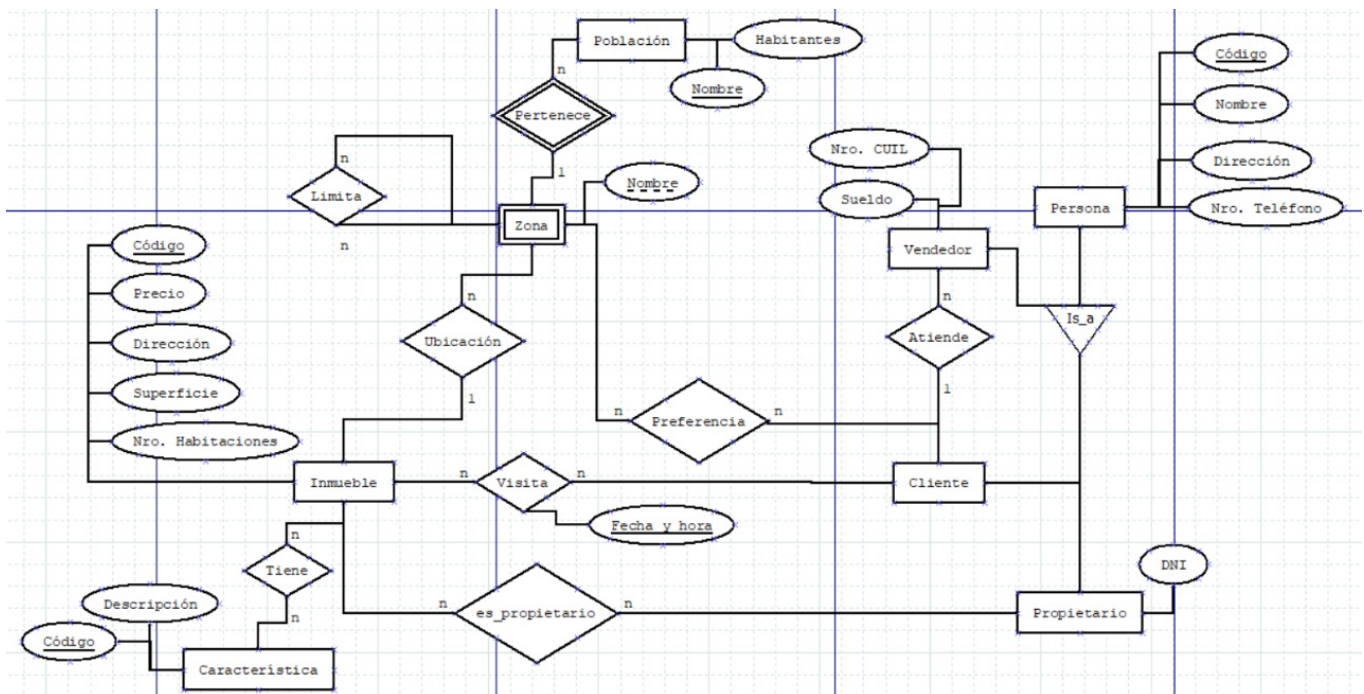 Población
Habitantes
Nombre
n
Pertenece
1
Código
Nombre
Dirección
Nro. Teléfono
Persona
Nro. CUIL
Sueldo
Vendedor
Is_a
n
Limita
n
Nombre
Zona
Código
Precio
Dirección
Superficie
Nro. Habitaciones
n
Ubicación
1
n
Atiende
1
n
Preferencia
n
Inmueble
n
Visita
n
Cliente
Fecha y hora
n
Tiene
n
DNI
Descripción
Código
Característica
n
es_propietario
n
Propietario